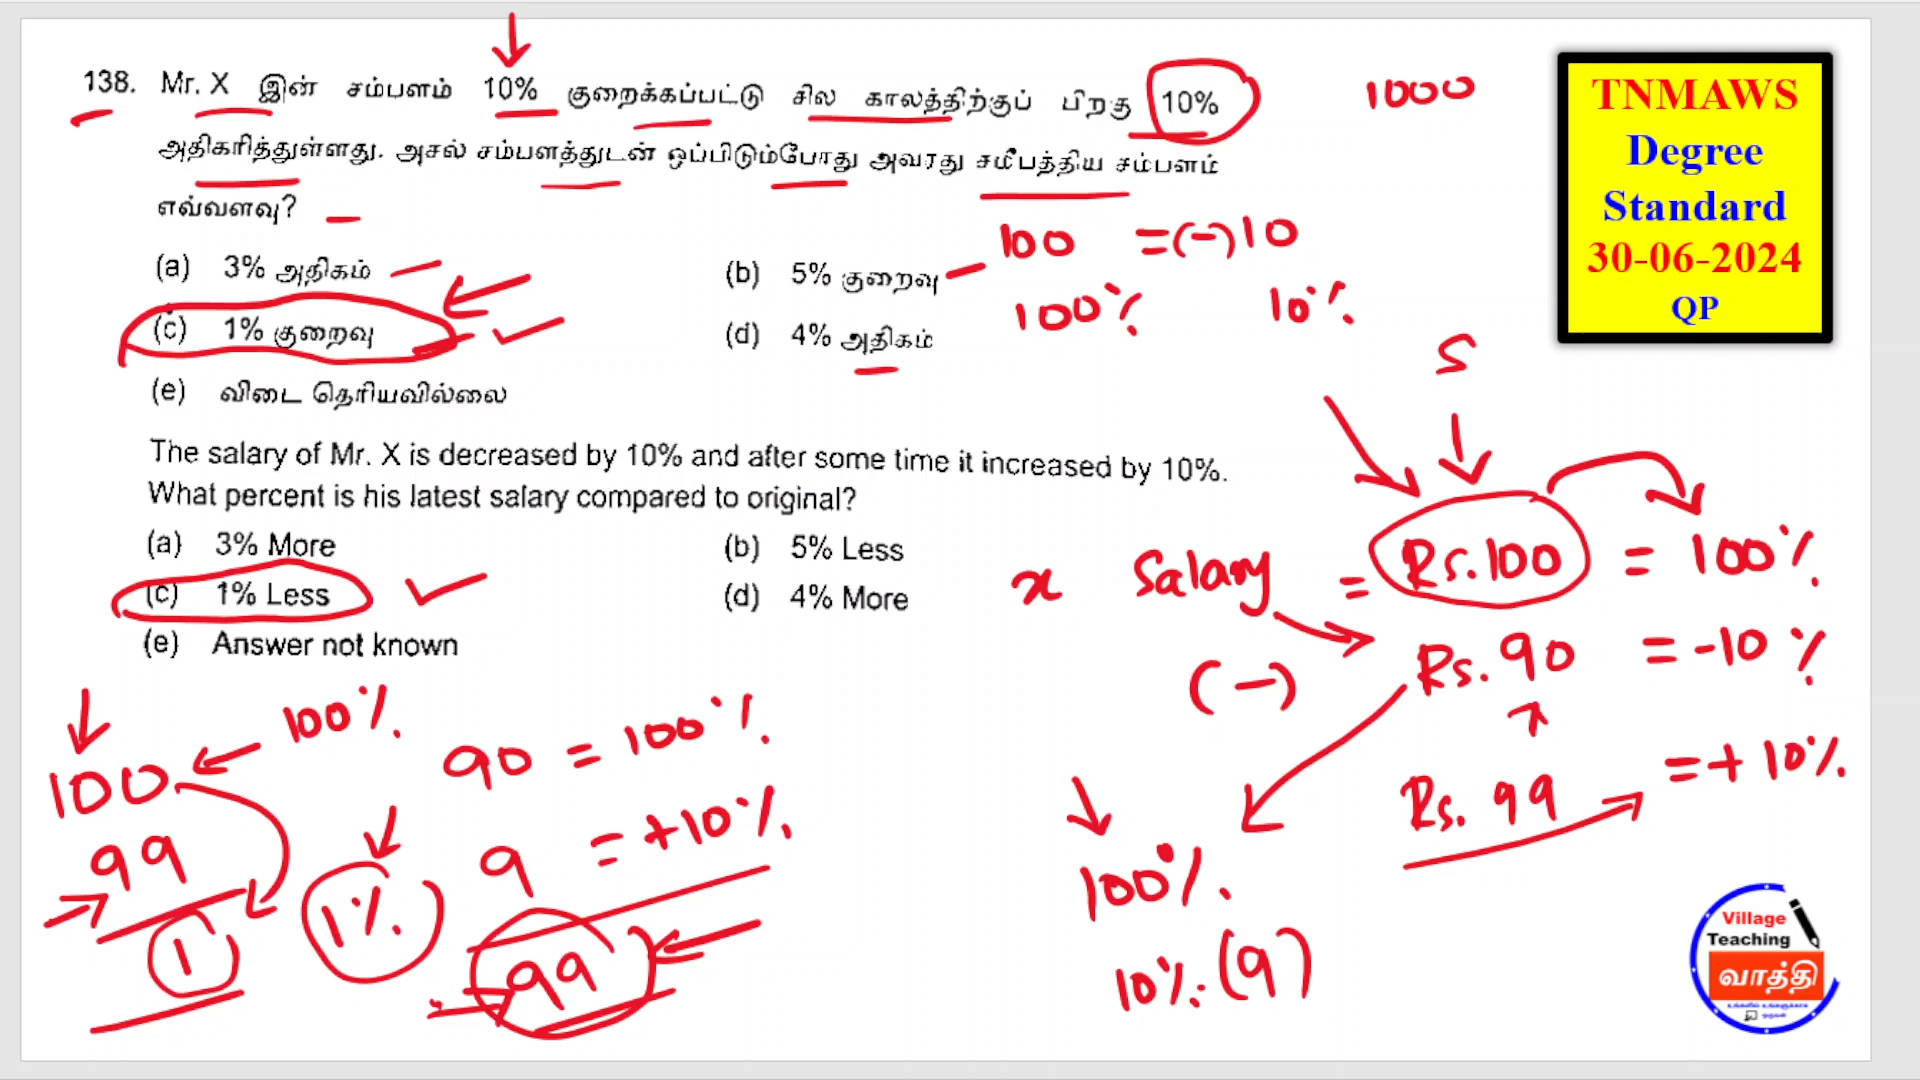 138. Mr. X இன் சம்பளம் 10% குறைக்கப்பட்டு சில காலத்திற்குப் பிறகு 10%
அதிகரித்துள்ளது. அசல் சம்பளத்துடன் ஒப்பிடும்போது அவரது சமீபத்திய சம்பளம்
எவ்வளவு?
(a) 3% அதிகம்
(b) 5% குறைவு
(c) 1% குறைவு
(d) 4% அதிகம்
(e) விடை தெரியவில்லை
The salary of Mr. X is decreased by 10% and after some time it increased by 10%.
What percent is his latest salary compared to original?
(a) 3% More
(b) 5% Less
(c) 1% Less
(d) 4% More
(e) Answer not known
1000
100 =(-)10
100% 10%
S
x Salary = Rs.100 = 100%
(-) Rs. 90 = -10%
Rs. 99 = +10%
100%
10% (9)
100 100%
99
1
1%
90 = 100%
9 = +10%
99
TNMAWS
Degree
Standard
30-06-2024
QP
Village
Teaching
வாத்தி